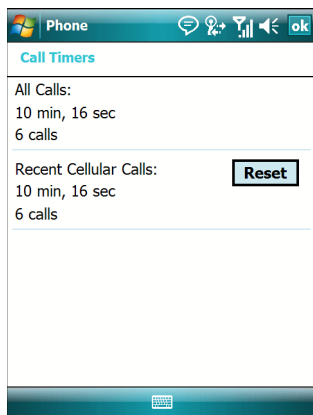 Phone
ok
Call Timers
All Calls:
10 min, 16 sec
6 calls
Recent Cellular Calls:
Reset
10 min, 16 sec
6 calls